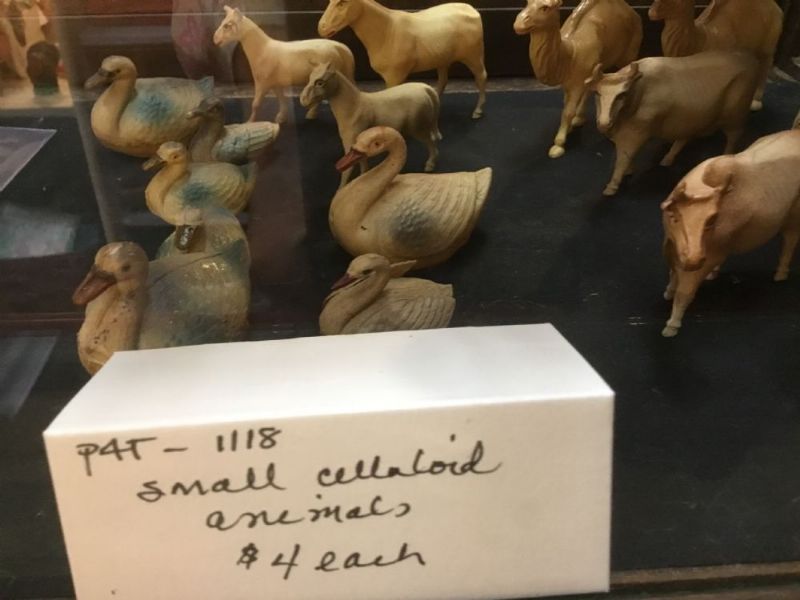 P4T - 1118
small celluloid
animals
$4 each